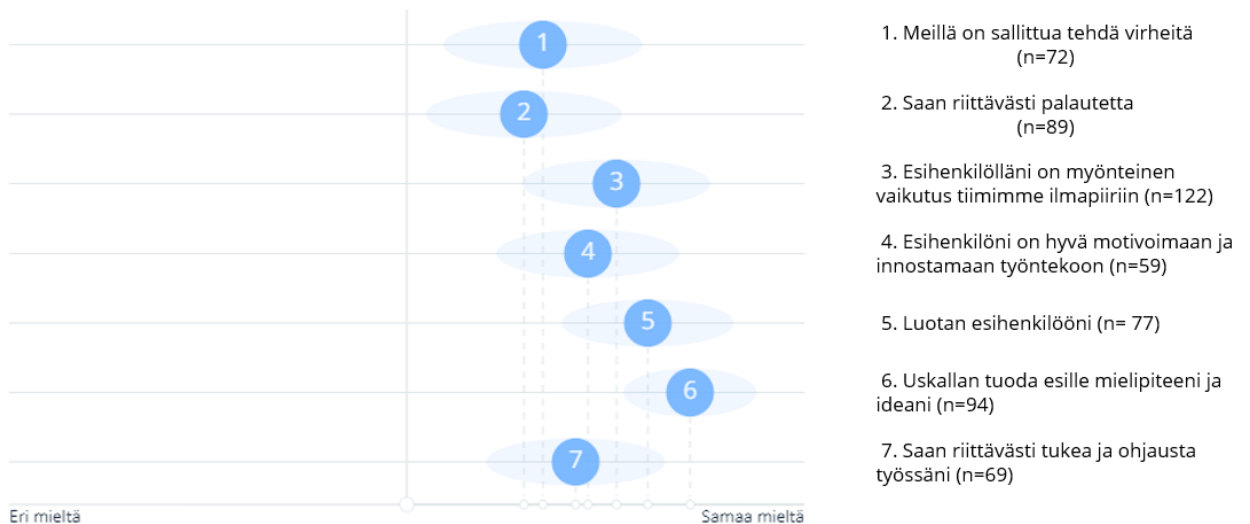 1
2
3
4
5
6
7
Eri mieltä
Samaa mieltä
1. Meillä on sallittua tehdä virheitä
(n=72)
2. Saan riittävästi palautetta
(n=89)
3. Esihenkilölläni on myönteinen
vaikutus tiimimme ilmapiiriin (n=122)
4. Esihenkilöni on hyvä motivoimaan ja
innostamaan työntekoon (n=59)
5. Luotan esihenkilööni (n= 77)
6. Uskallan tuoda esille mielipiteeni ja
ideani (n=94)
7. Saan riittävästi tukea ja ohjausta
työssäni (n=69)